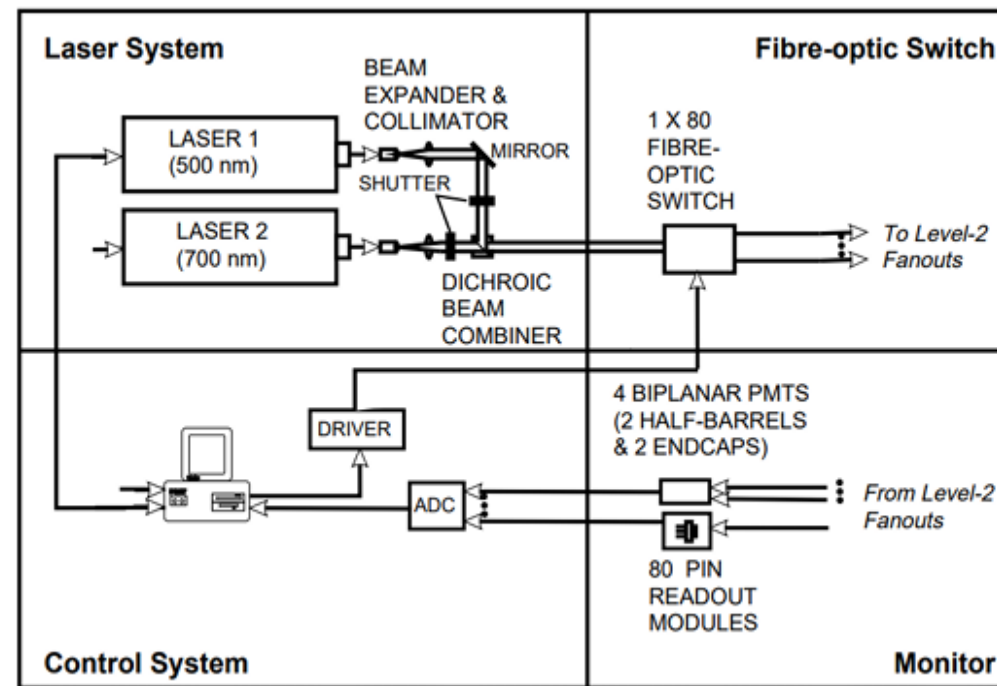 Laser System
Fibre-optic Switch
BEAM
EXPANDER &
COLLIMATOR
LASER 1
(500 nm)
MIRROR
SHUTTER
LASER 2
(700 nm)
DICHROIC
BEAM
COMBINER
1 X 80
FIBRE-
OPTIC
SWITCH
To Level-2
Fanouts
DRIVER
ADC
4 BIPLANAR PMTS
(2 HALF-BARRELS
& 2 ENDCAPS)
From Level-2
Fanouts
80 PIN
READOUT
MODULES
Control System
Monitor